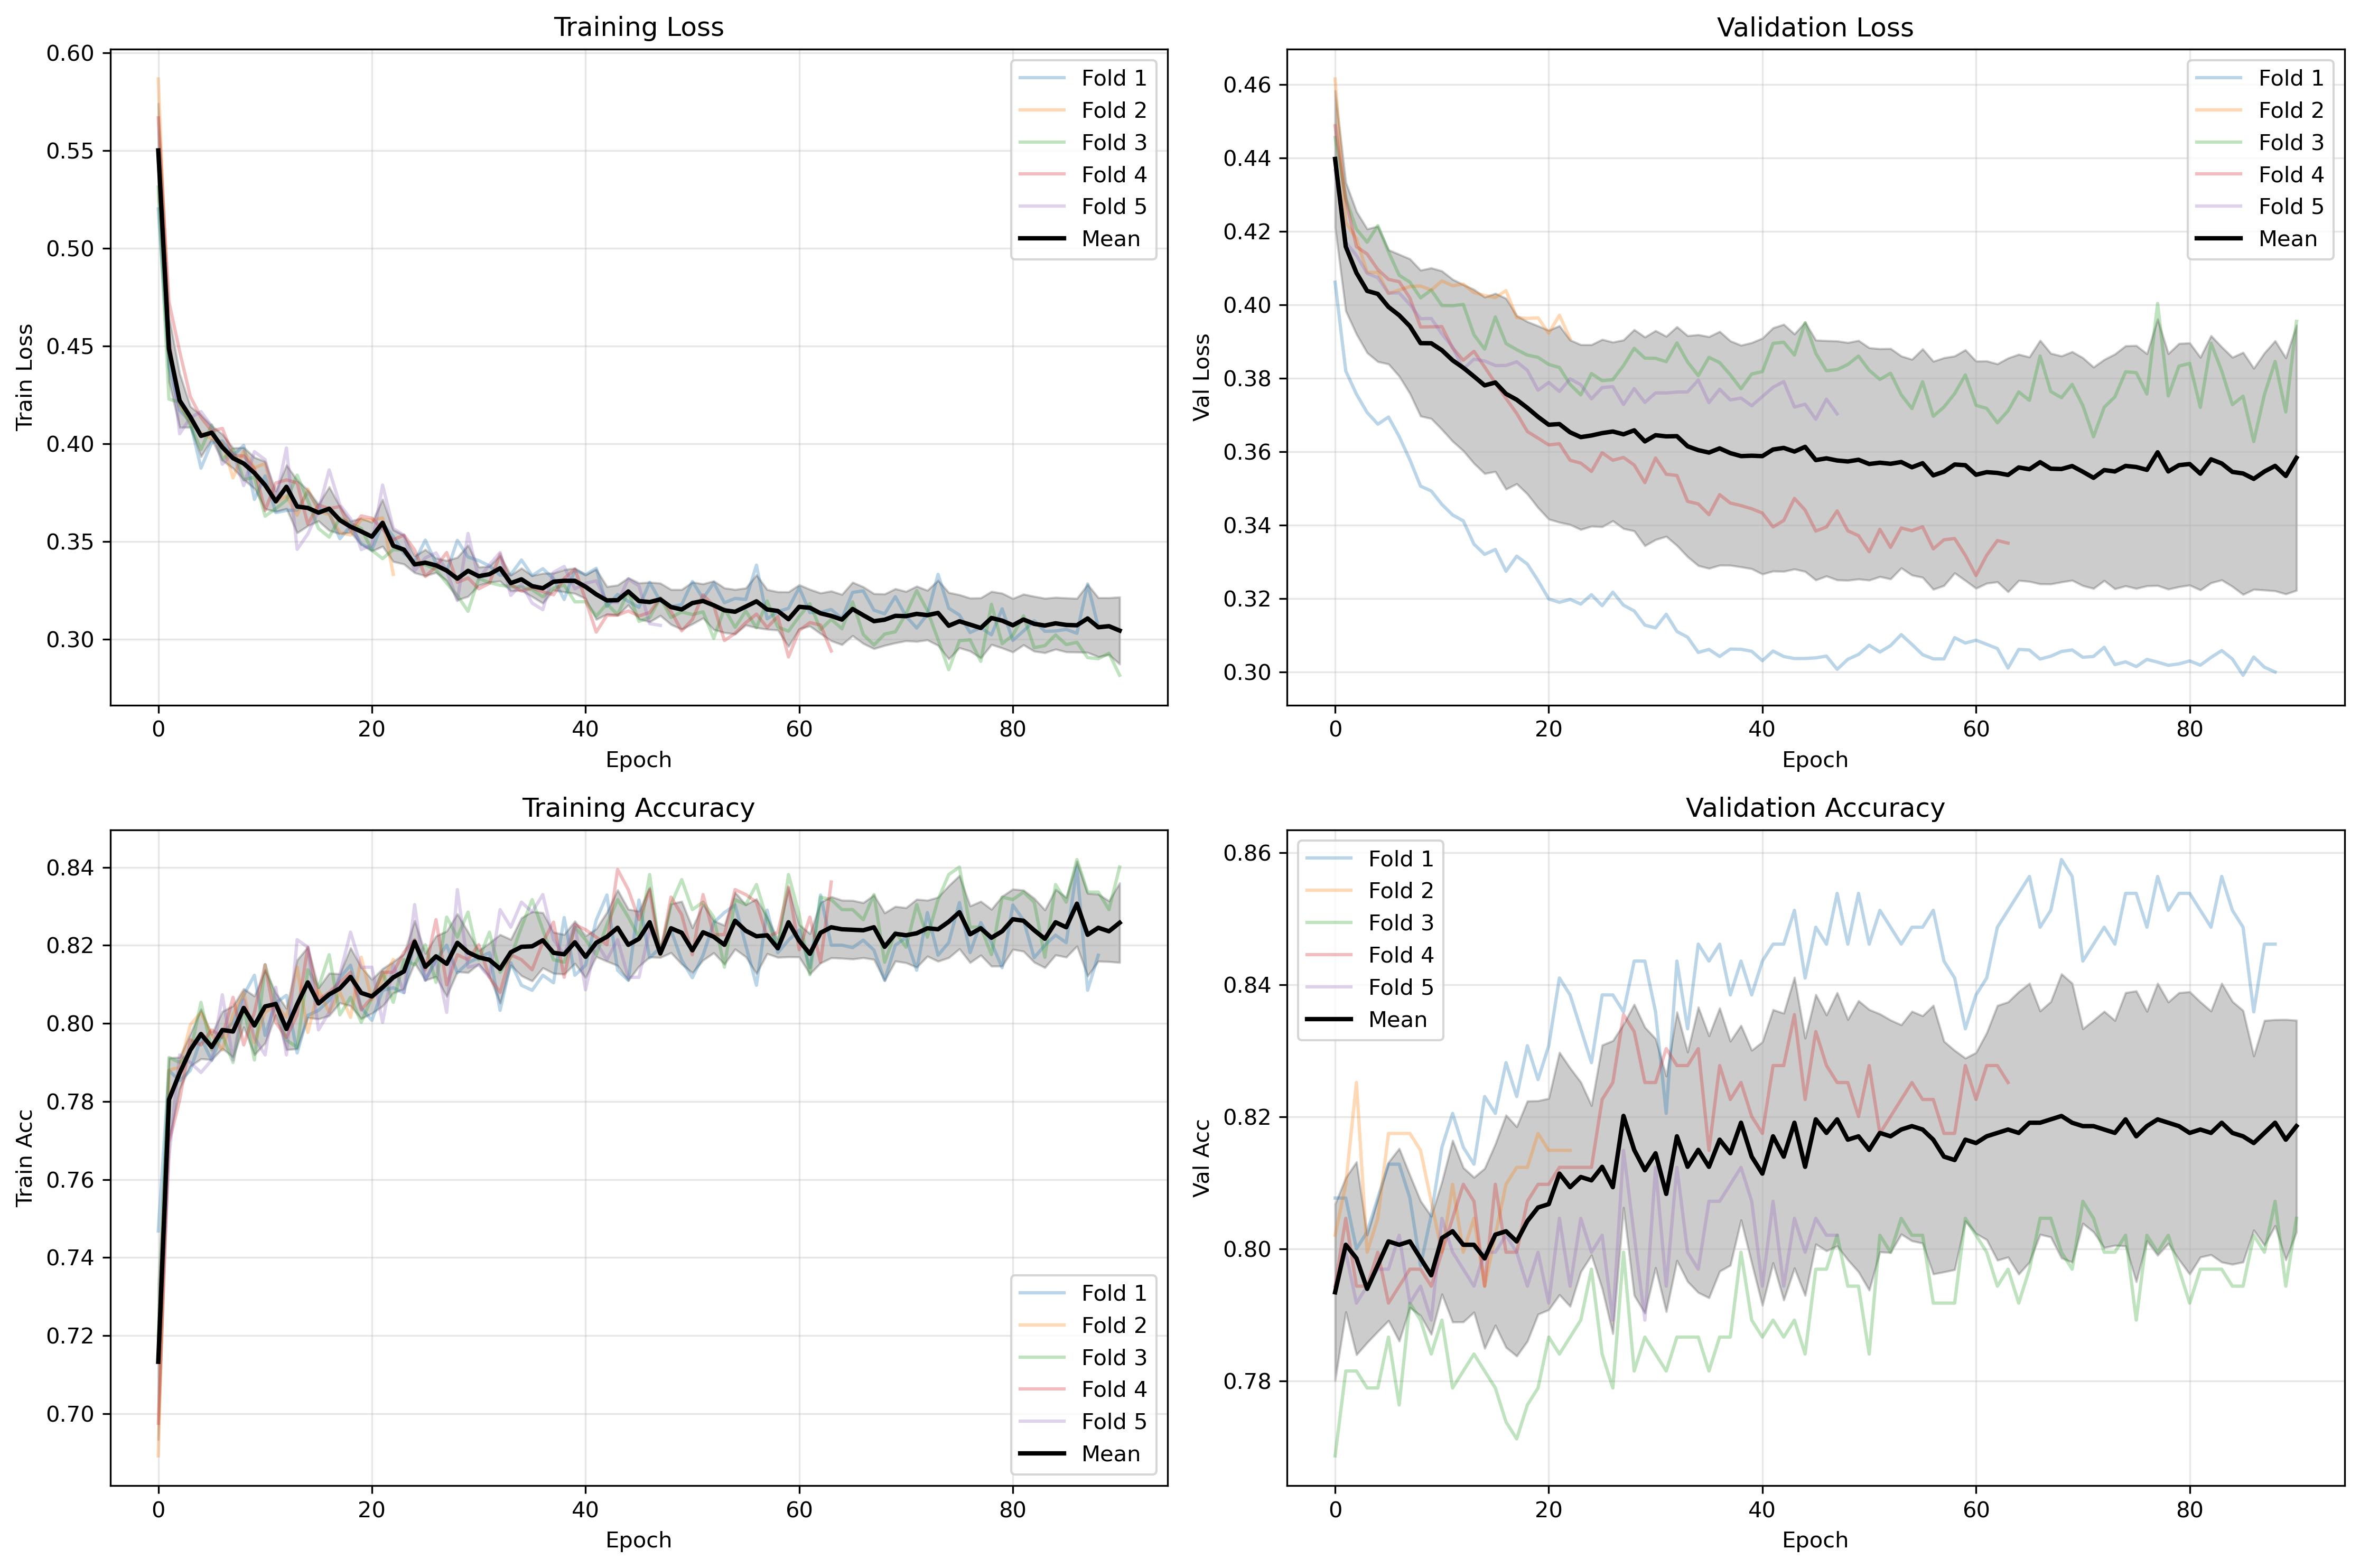 Training Loss
Train Loss
0.60
0.55
0.50
0.45
0.40
0.35
0.30
0
20
40
60
80
Epoch
Fold 1
Fold 2
Fold 3
Fold 4
Fold 5
Mean
Validation Loss
Val Loss
0.46
0.44
0.42
0.40
0.38
0.36
0.34
0.32
0.30
0
20
40
60
80
Epoch
Fold 1
Fold 2
Fold 3
Fold 4
Fold 5
Mean
Training Accuracy
Train Acc
0.84
0.82
0.80
0.78
0.76
0.74
0.72
0.70
0
20
40
60
80
Epoch
Fold 1
Fold 2
Fold 3
Fold 4
Fold 5
Mean
Validation Accuracy
Val Acc
0.86
0.84
0.82
0.80
0.78
0
20
40
60
80
Epoch
Fold 1
Fold 2
Fold 3
Fold 4
Fold 5
Mean